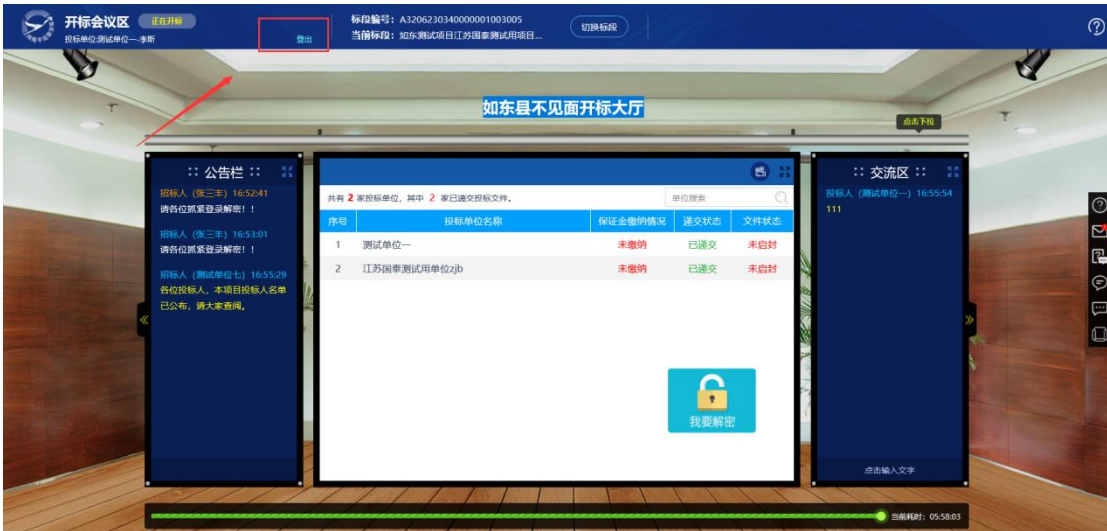 开标会议区 正在开标
投标单位:测试单位一-李斯
登出
标段编号：A3206230340000001003005
当前标段：如东测试项目江苏国泰测试用项目...
切换标段
如东县不见面开标大厅
点击下拉
:: 公告栏 ::
招标人（张三丰）16:52:41
请各位抓紧登录解密！！
招标人（张三丰）16:53:01
请各位抓紧登录解密！！
招标人（测试单位七）16:55:29
各位投标人，本项目投标人名单
已公布，请大家查阅。
共有 2 家投标单位，其中 2 家已递交投标文件。
单位搜索
序号 投标单位名称 保证金缴纳情况 递交状态 文件状态
1 测试单位一 未缴纳 已递交 未启封
2 江苏国泰测试用单位zjb 未缴纳 已递交 未启封
我要解密
:: 交流区 ::
投标人（测试单位一）16:55:54
111
点击输入文字
当前耗时：05:58:03